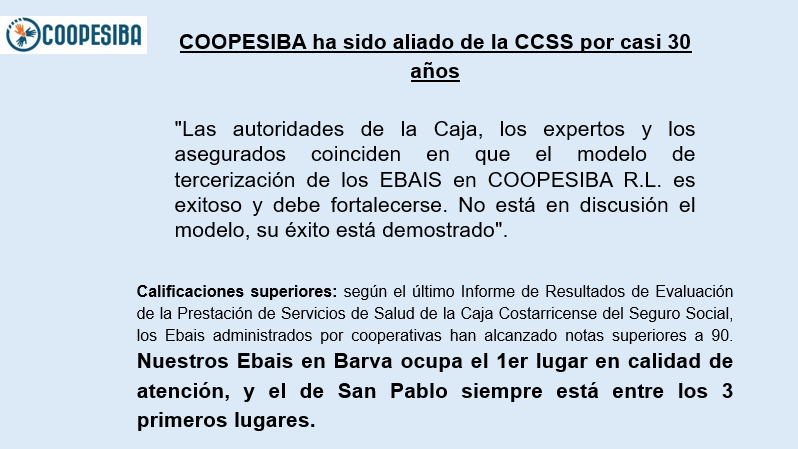 COOPESIBA
COOPESIBA ha sido aliado de la CCSS por casi 30
años
"Las autoridades de la Caja, los expertos y los
asegurados coinciden en que el modelo de
tercerización de los EBAIS en COOPESIBA R.L. es
exitoso y debe fortalecerse. No está en discusión el
modelo, su éxito está demostrado".
Calificaciones superiores: según el último Informe de Resultados de Evaluación
de la Prestación de Servicios de Salud de la Caja Costarricense del Seguro Social,
los Ebais administrados por cooperativas han alcanzado notas superiores a 90.
Nuestros Ebais en Barva ocupa el 1er lugar en calidad de
atención, y el de San Pablo siempre está entre los 3
primeros lugares.